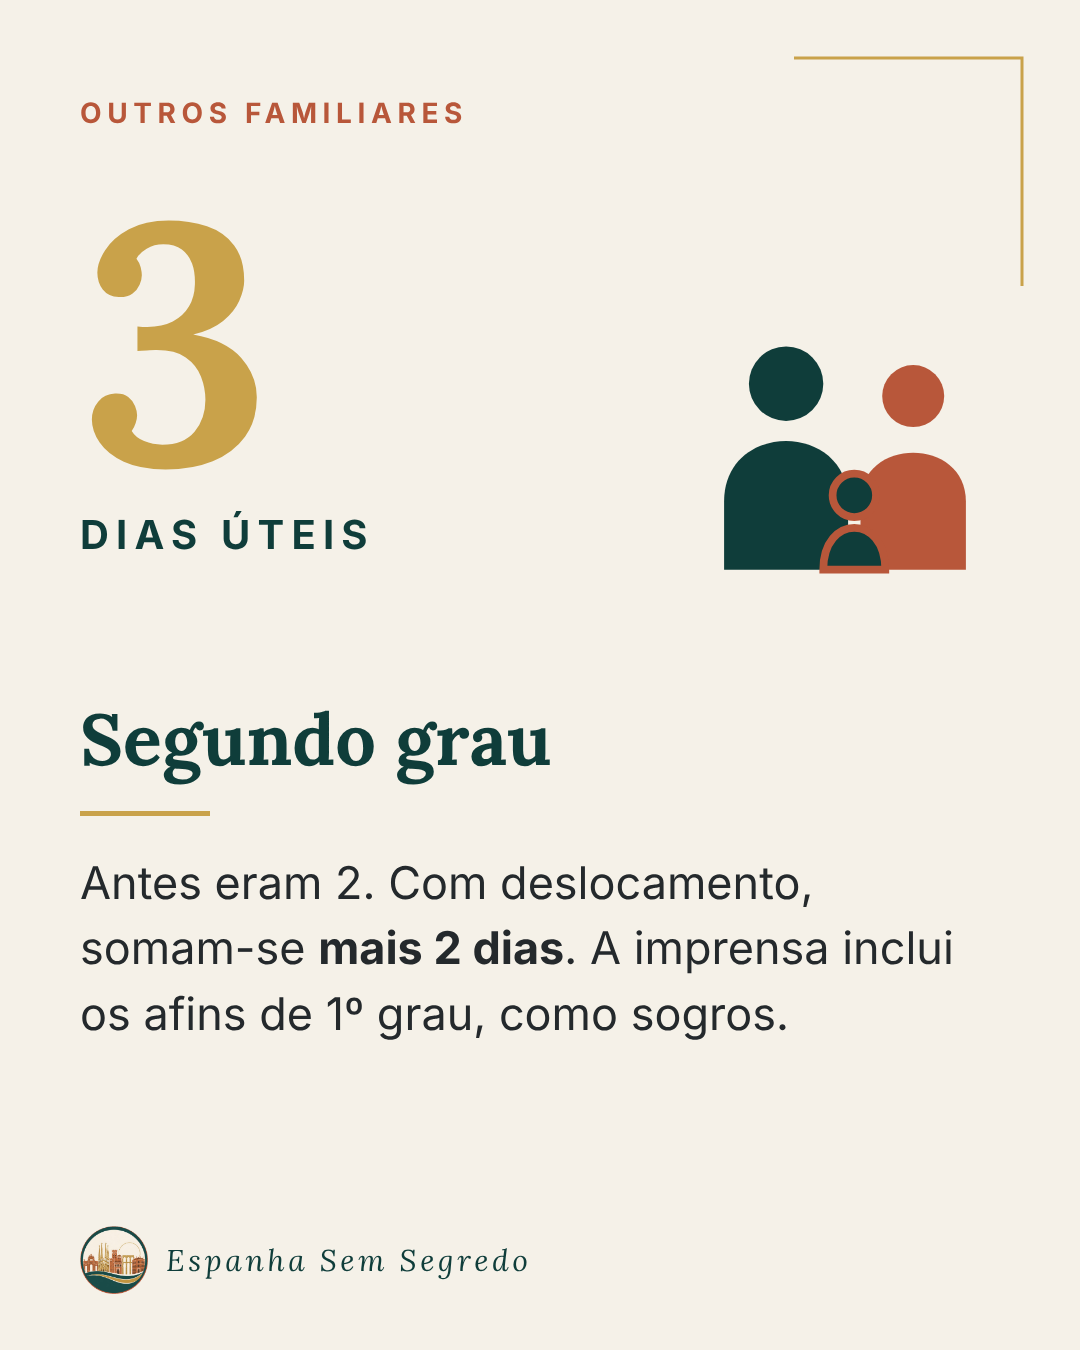 OUTROS FAMILIARES
3
DIAS ÚTEIS
Segundo grau
Antes eram 2. Com deslocamento,
somam-se mais 2 dias. A imprensa inclui
os afins de 1º grau, como sogros.
Espanha Sem Segredo